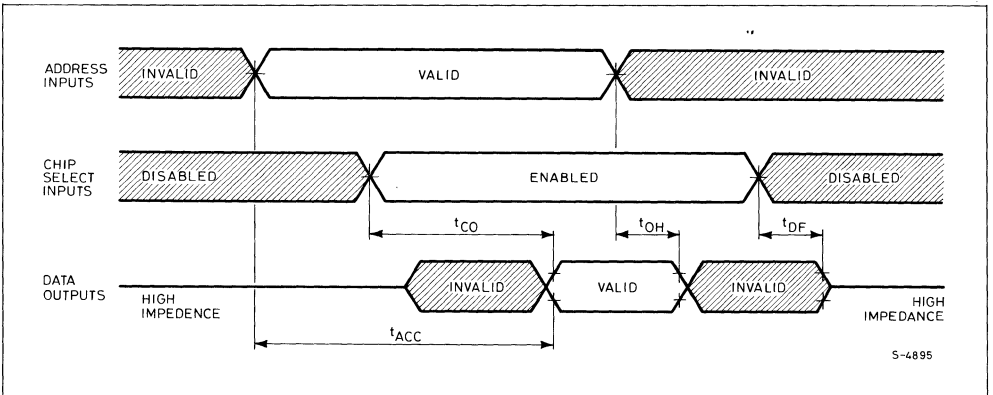 ADDRESS
INPUTS
INVALID
VALID
INVALID
CHIP
SELECT
INPUTS
DISABLED
ENABLED
DISABLED
tCO
tOH
tDF
DATA
OUTPUTS
HIGH
IMPEDENCE
INVALID
VALID
INVALID
HIGH
IMPEDANCE
tACC
S-4895